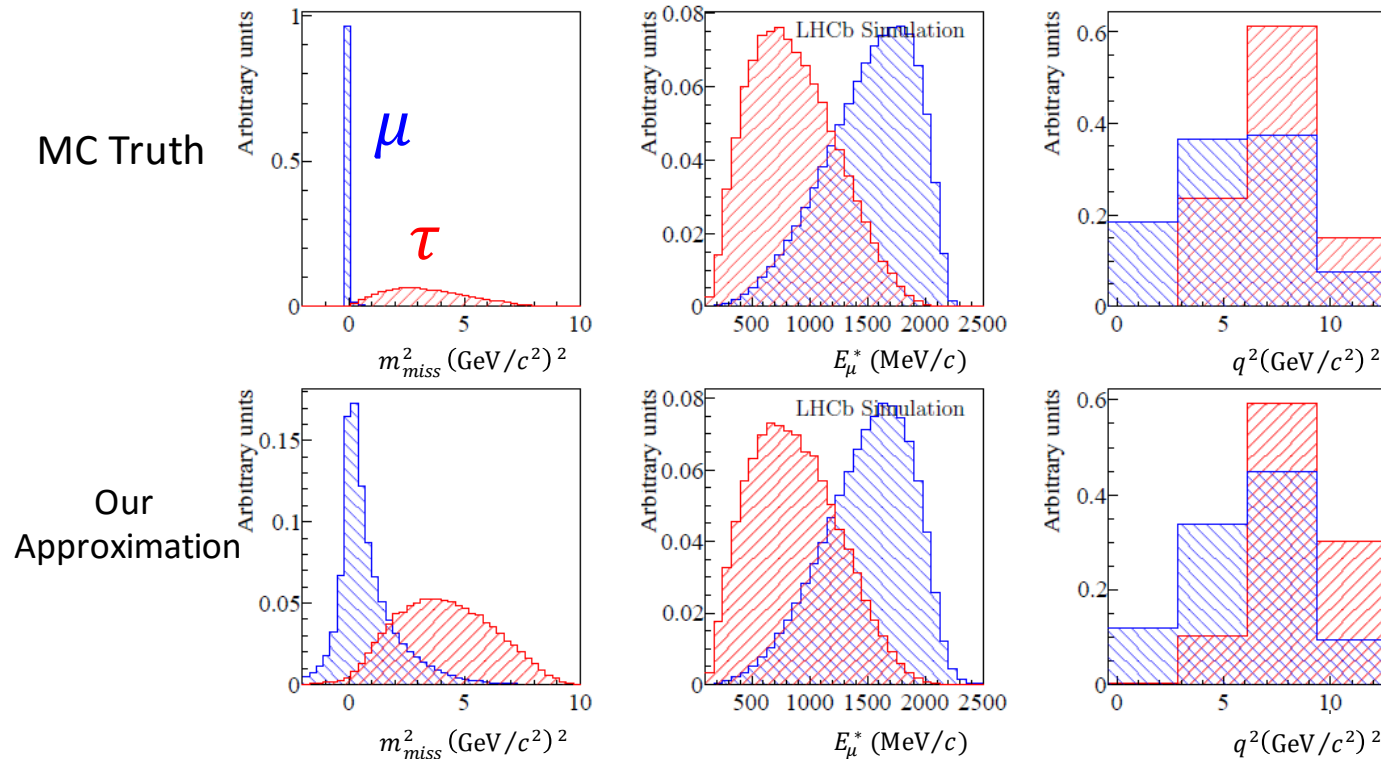 MC Truth
Arbitrary units
1
0.5
0
μ
τ
0
5
10
m²miss (GeV/c²)²
Arbitrary units
0.08
0.06
0.04
0.02
0
LHCb Simulation
500
1000
1500
2000
2500
E*μ (MeV/c)
Arbitrary units
0.6
0.4
0.2
0
0
5
10
q²(GeV/c²)²
Our
Approximation
Arbitrary units
0.15
0.1
0.05
0
0
5
10
m²miss (GeV/c²)²
Arbitrary units
0.08
0.06
0.04
0.02
0
LHCb Simulation
500
1000
1500
2000
2500
E*μ (MeV/c)
Arbitrary units
0.6
0.4
0.2
0
0
5
10
q²(GeV/c²)²